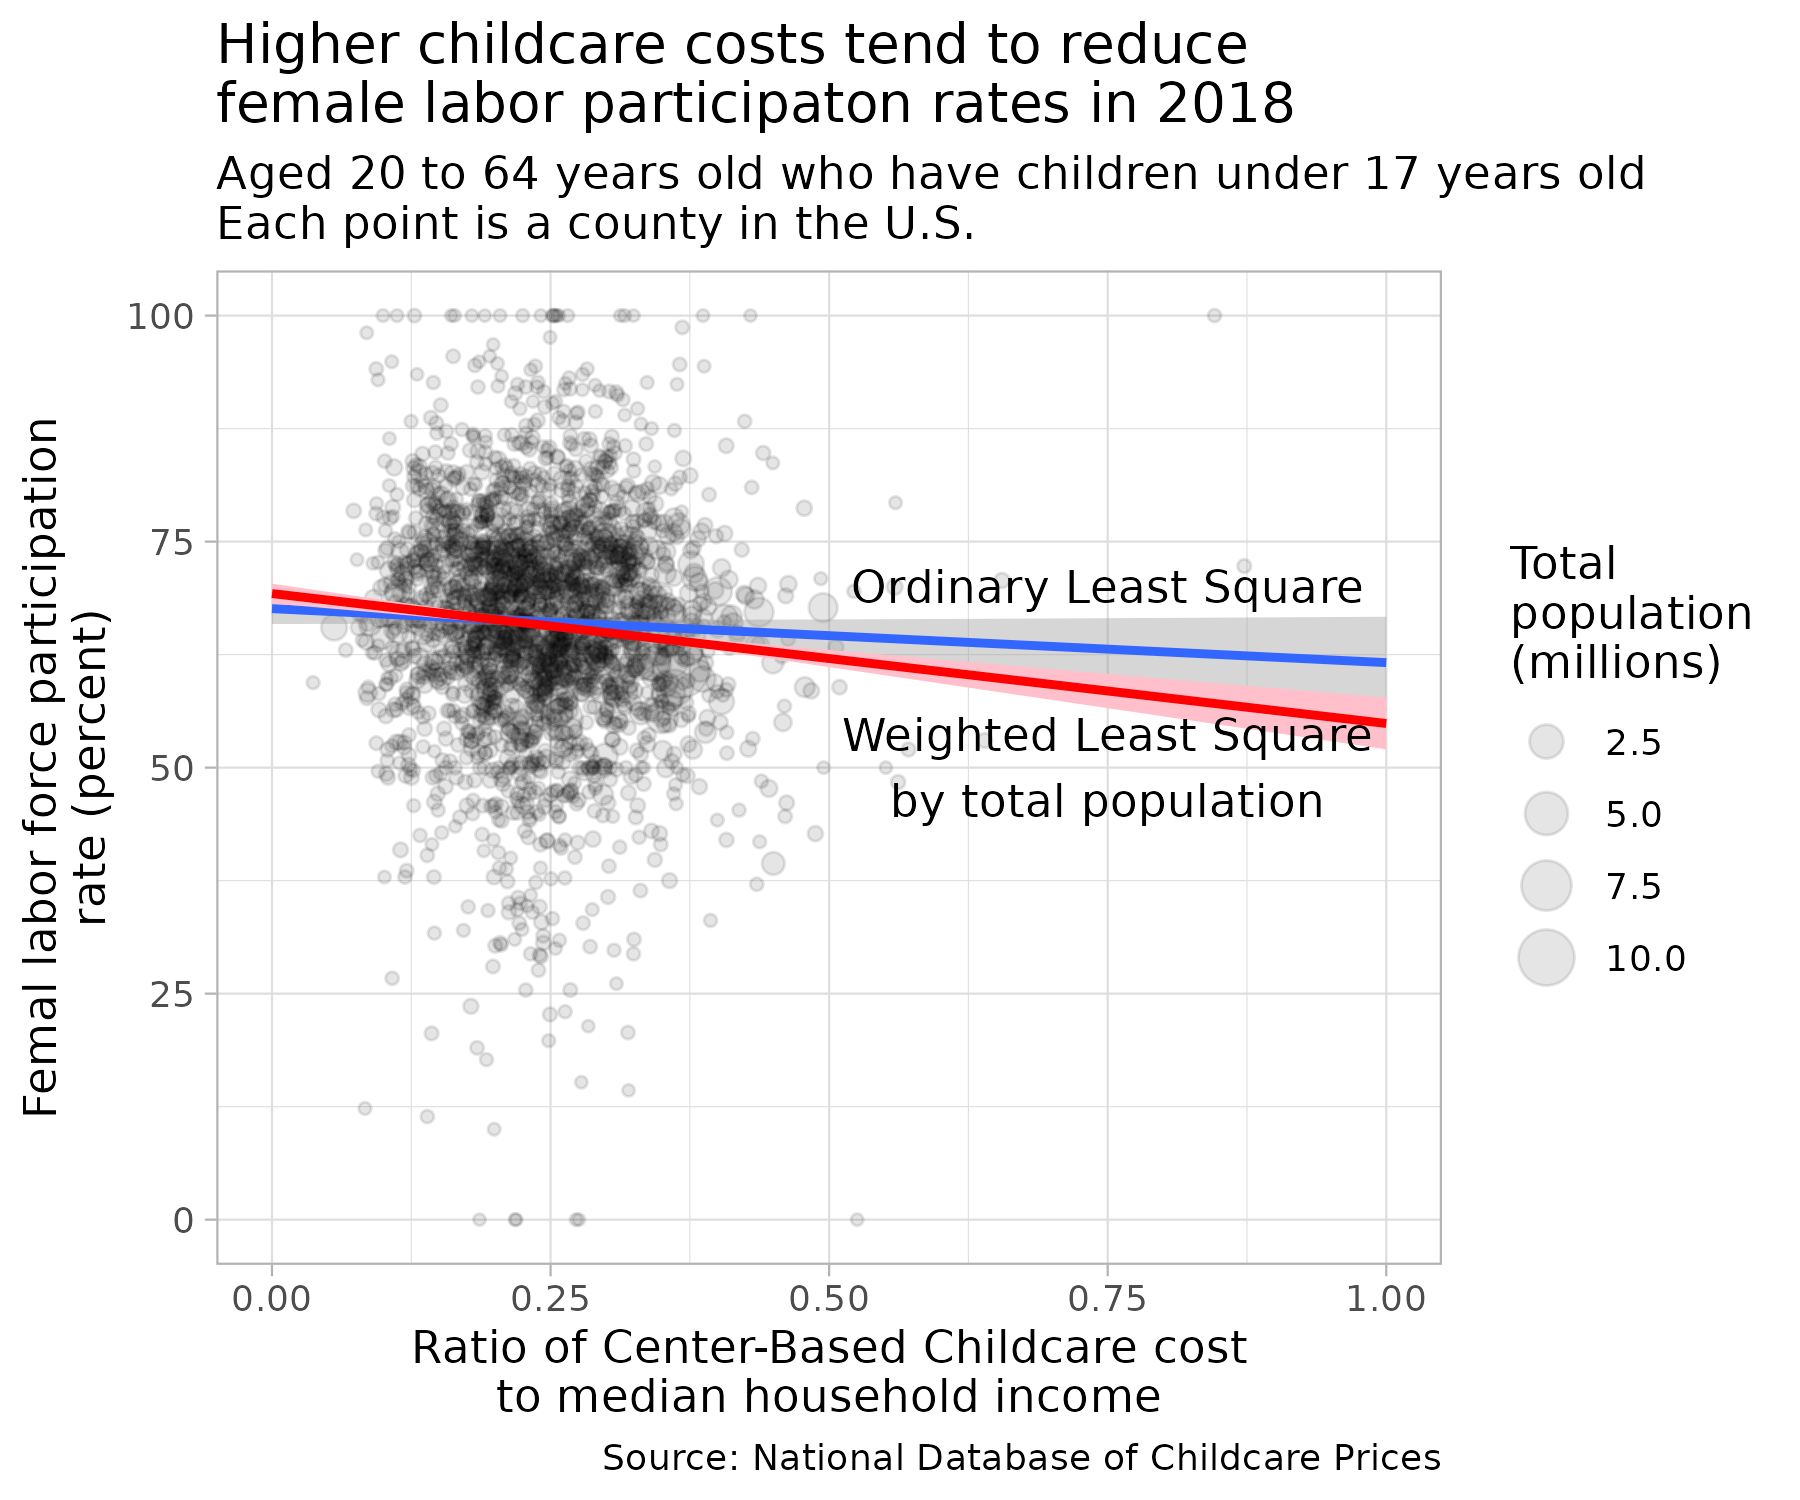 Higher childcare costs tend to reduce
female labor participaton rates in 2018
Aged 20 to 64 years old who have children under 17 years old
Each point is a county in the U.S.
Femal labor force participation
rate (percent)
100
75
50
25
0
Ordinary Least Square
Weighted Least Square
by total population
0.00 0.25 0.50 0.75 1.00
Ratio of Center-Based Childcare cost
to median household income
Total
population
(millions)
2.5
5.0
7.5
10.0
Source: National Database of Childcare Prices